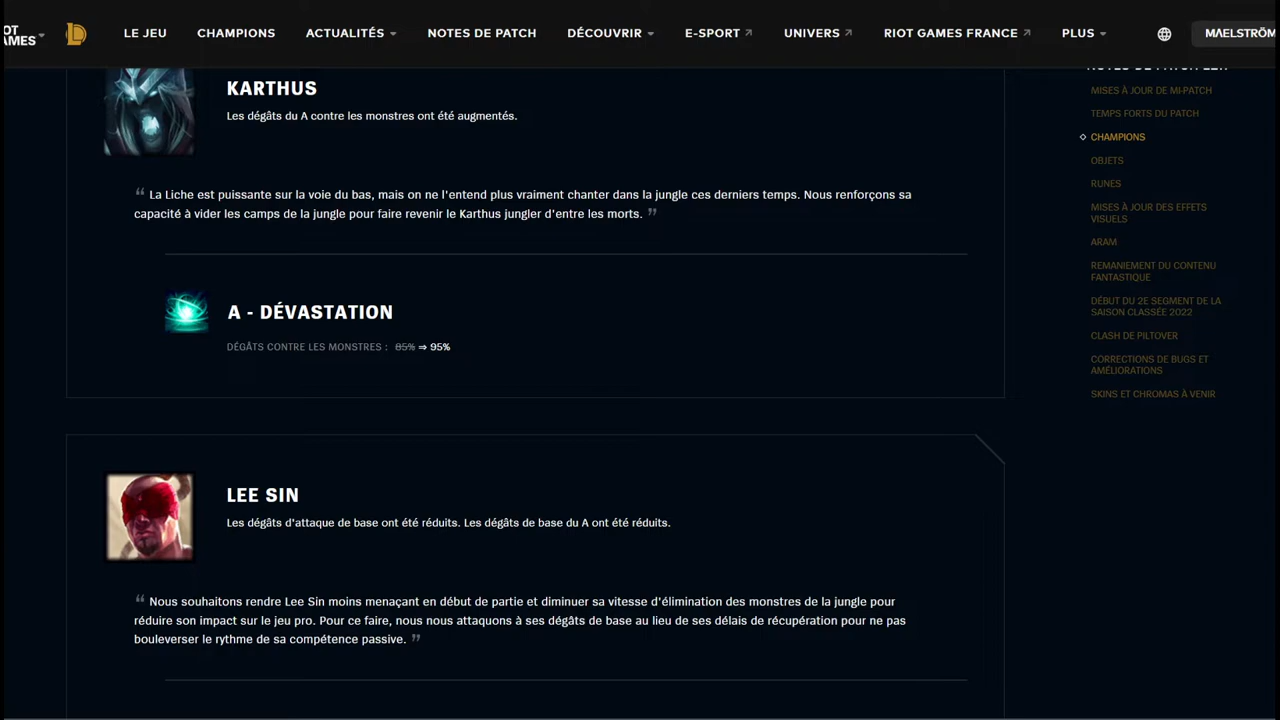 LE JEU
CHAMPIONS
ACTUALITÉS
NOTES DE PATCH
DÉCOUVRIR
E-SPORT
UNIVERS
RIOT GAMES FRANCE
PLUS
MAELSTRÖM
KARTHUS
Les dégâts du A contre les monstres ont été augmentés.
“ La Liche est puissante sur la voie du bas, mais on ne l'entend plus vraiment chanter dans la jungle ces derniers temps. Nous renforçons sa
capacité à vider les camps de la jungle pour faire revenir le Karthus jungler d'entre les morts. ”
A - DÉVASTATION
DÉGÂTS CONTRE LES MONSTRES : 85% ⇒ 95%
LEE SIN
Les dégâts d'attaque de base ont été réduits. Les dégâts de base du A ont été réduits.
“ Nous souhaitons rendre Lee Sin moins menaçant en début de partie et diminuer sa vitesse d'élimination des monstres de la jungle pour
réduire son impact sur le jeu pro. Pour ce faire, nous nous attaquons à ses dégâts de base au lieu de ses délais de récupération pour ne pas
bouleverser le rythme de sa compétence passive. ”
MISES À JOUR DE MI-PATCH
TEMPS FORTS DU PATCH
CHAMPIONS
OBJETS
RUNES
MISES À JOUR DES EFFETS
VISUELS
ARAM
REMANIEMENT DU CONTENU
FANTASTIQUE
DÉBUT DU 2E SEGMENT DE LA
SAISON CLASSÉE 2022
CLASH DE PILTOVER
CORRECTIONS DE BUGS ET
AMÉLIORATIONS
SKINS ET CHROMAS À VENIR